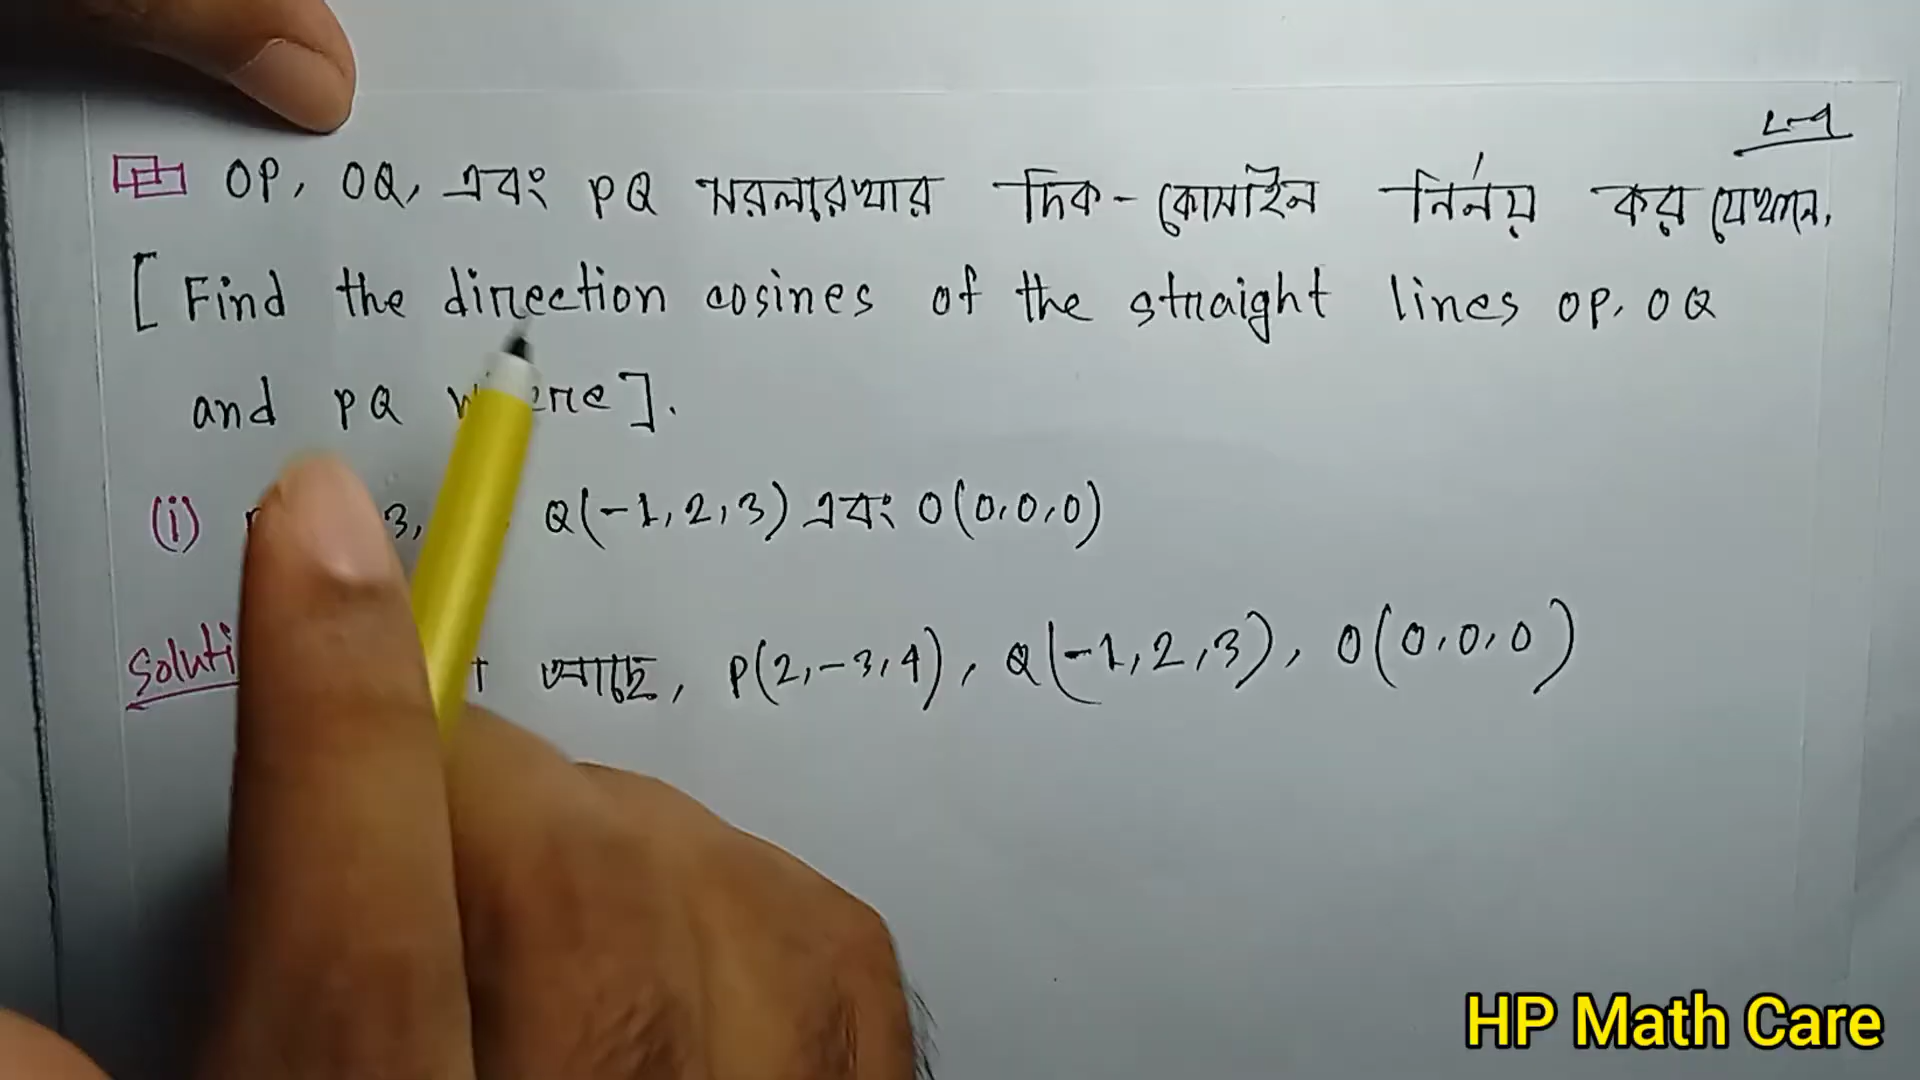 L-1
OP, OQ, এবং PQ সরলরেখার দিক-কোসাইন নির্ণয় কর যেখানে,
[Find the direction cosines of the straight lines OP, OQ
and PQ where].
(i) 3, Q(-1,2,3) এবং O(0,0,0)
আছে, P(2,-3,4), Q(-1,2,3), O(0,0,0)
HP Math Care